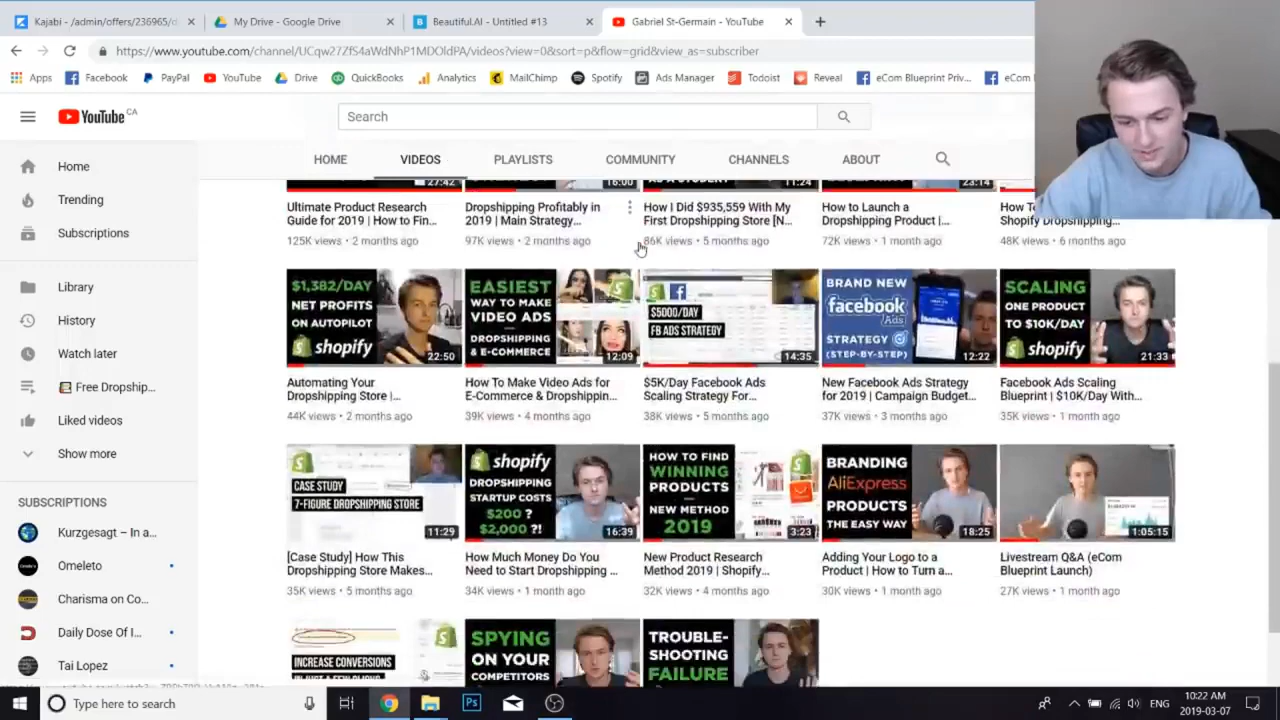 Kajabi - /admin/offers/236965/d
My Drive - Google Drive
Beautiful.AI - Untitled #13
Gabriel St-Germain - YouTube
https://www.youtube.com/channel/UCqw27ZfS4aWdNhP1MDOldPA/videos?view=0&sort=p&flow=grid&view_as=subscriber
Apps
Facebook
PayPal
YouTube
Drive
QuickBooks
Analytics
MailChimp
Spotify
Ads Manager
Todoist
Reveal
eCom Blueprint Priv...
eCom
YouTube CA
Search
HOME
VIDEOS
PLAYLISTS
COMMUNITY
CHANNELS
ABOUT
Home
Trending
Subscriptions
Library
History
Watch later
Free Dropship...
Liked videos
Show more
SUBSCRIPTIONS
Kurzgesagt – In a...
Omeleto
Charisma on Co...
Daily Dose Of I...
Tai Lopez
27:42
16:00
11:24
23:14
Ultimate Product Research
Guide for 2019 | How to Fin...
125K views • 2 months ago
Dropshipping Profitably in
2019 | Main Strategy...
97K views • 2 months ago
How I Did $935,559 With My
First Dropshipping Store [N...
86K views • 5 months ago
How to Launch a
Dropshipping Product |...
72K views • 1 month ago
How
Shopify Dropshipping...
48K views • 6 months ago
$1,382/DAY
NET PROFITS
ON AUTOPILOT
shopify
22:50
Automating Your
Dropshipping Store |...
44K views • 2 months ago
EASIEST
WAY TO MAKE
VIDEO ADS
DROPSHIPPING
& E-COMMERCE
12:09
How To Make Video Ads for
E-Commerce & Dropshippin...
39K views • 4 months ago
$5000/DAY
FB ADS STRATEGY
14:35
$5K/Day Facebook Ads
Scaling Strategy For...
38K views • 5 months ago
BRAND NEW
facebook
Ads
STRATEGY
(STEP-BY-STEP)
12:22
New Facebook Ads Strategy
for 2019 | Campaign Budget...
37K views • 3 months ago
SCALING
ONE PRODUCT
TO $10K/DAY
shopify
21:33
Facebook Ads Scaling
Blueprint | $10K/Day With...
35K views • 1 month ago
CASE STUDY
7-FIGURE DROPSHIPPING STORE
11:29
[Case Study] How This
Dropshipping Store Makes...
35K views • 5 months ago
shopify
DROPSHIPPING
STARTUP COSTS
$200 ?
$2,000 ?!
16:39
How Much Money Do You
Need to Start Dropshipping ...
34K views • 1 month ago
HOW TO FIND
WINNING
PRODUCTS
NEW METHOD
2019
3:23
New Product Research
Method 2019 | Shopify...
32K views • 4 months ago
BRANDING
AliExpress
PRODUCTS
THE EASY WAY
18:25
Adding Your Logo to a
Product | How to Turn a...
30K views • 1 month ago
1:05:15
Livestream Q&A (eCom
Blueprint Launch)
27K views • 1 month ago
INCREASE CONVERSIONS
IN JUST A FEW CLICKS
SPYING
ON YOUR
COMPETITORS
TROUBLE-
SHOOTING
FAILURE
Type here to search
ENG
10:22 AM
2019-03-07